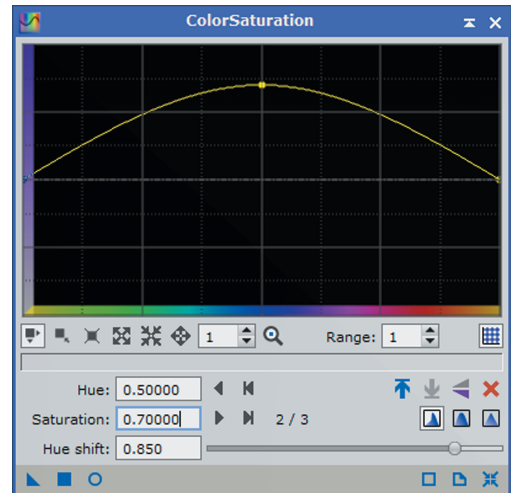 ColorSaturation
1 Range: 1
Hue: 0.50000
Saturation: 0.70000 2 / 3
Hue shift: 0.850